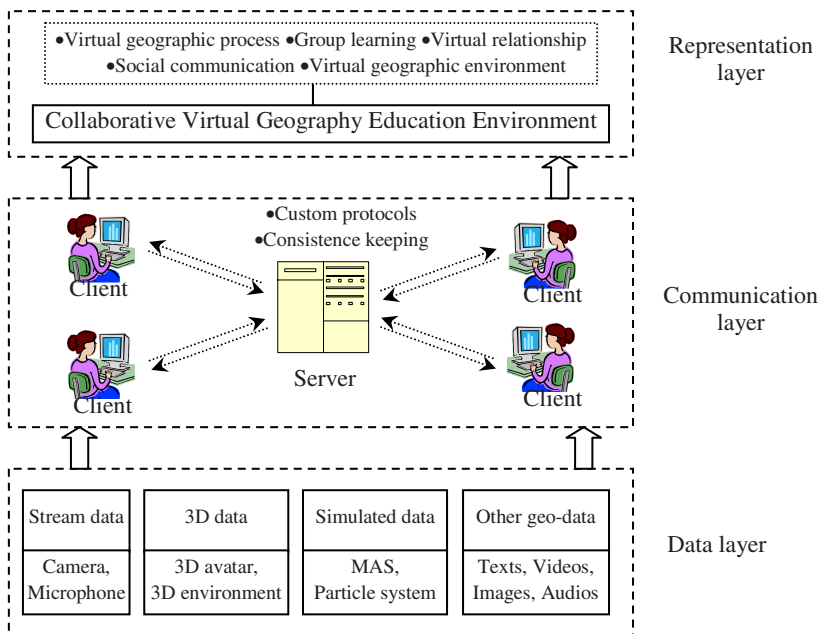 •Virtual geographic process •Group learning •Virtual relationship
•Social communication •Virtual geographic environment
Collaborative Virtual Geography Education Environment
Representation
layer
•Custom protocols
•Consistence keeping
Client
Client
Server
Client
Client
Communication
layer
Stream data
Camera,
Microphone
3D data
3D avatar,
3D environment
Simulated data
MAS,
Particle system
Other geo-data
Texts, Videos,
Images, Audios
Data layer